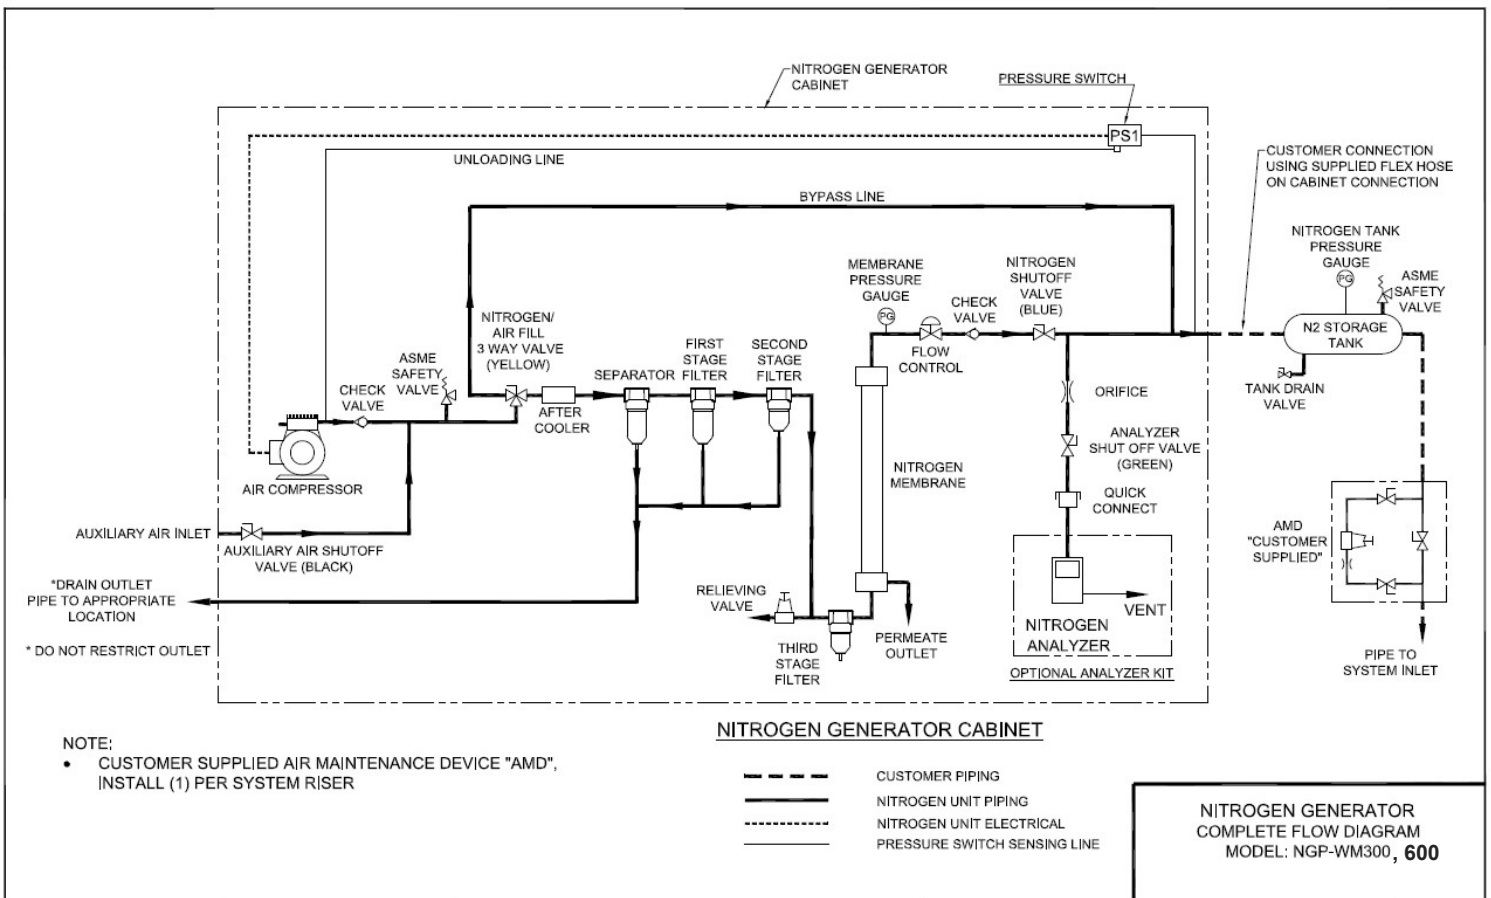 NITROGEN GENERATOR
CABINET
PRESSURE SWITCH
PS1
UNLOADING LINE
BYPASS LINE
CUSTOMER CONNECTION
USING SUPPLIED FLEX HOSE
ON CABINET CONNECTION
NITROGEN TANK
PRESSURE
GAUGE
PG
ASME
SAFETY
VALVE
N2 STORAGE
TANK
TANK DRAIN
VALVE
MEMBRANE
PRESSURE
GAUGE
PG
CHECK
VALVE
NITROGEN
SHUTOFF
VALVE
(BLUE)
FLOW
CONTROL
NITROGEN/
AIR FILL
3 WAY VALVE
(YELLOW)
ASME
SAFETY
VALVE
CHECK
VALVE
AFTER
COOLER
SEPARATOR
FIRST
STAGE
FILTER
SECOND
STAGE
FILTER
AIR COMPRESSOR
ORIFICE
ANALYZER
SHUT OFF VALVE
(GREEN)
QUICK
CONNECT
NITROGEN
MEMBRANE
AUXILIARY AIR INLET
AUXILIARY AIR SHUTOFF
VALVE (BLACK)
*DRAIN OUTLET
PIPE TO APPROPRIATE
LOCATION
* DO NOT RESTRICT OUTLET
RELIEVING
VALVE
THIRD
STAGE
FILTER
PERMEATE
OUTLET
VENT
NITROGEN
ANALYZER
OPTIONAL ANALYZER KIT
AMD
"CUSTOMER
SUPPLIED"
PIPE TO
SYSTEM INLET
NOTE:
• CUSTOMER SUPPLIED AIR MAINTENANCE DEVICE "AMD",
INSTALL (1) PER SYSTEM RISER
NITROGEN GENERATOR CABINET
CUSTOMER PIPING
NITROGEN UNIT PIPING
NITROGEN UNIT ELECTRICAL
PRESSURE SWITCH SENSING LINE
NITROGEN GENERATOR
COMPLETE FLOW DIAGRAM
MODEL: NGP-WM300, 600